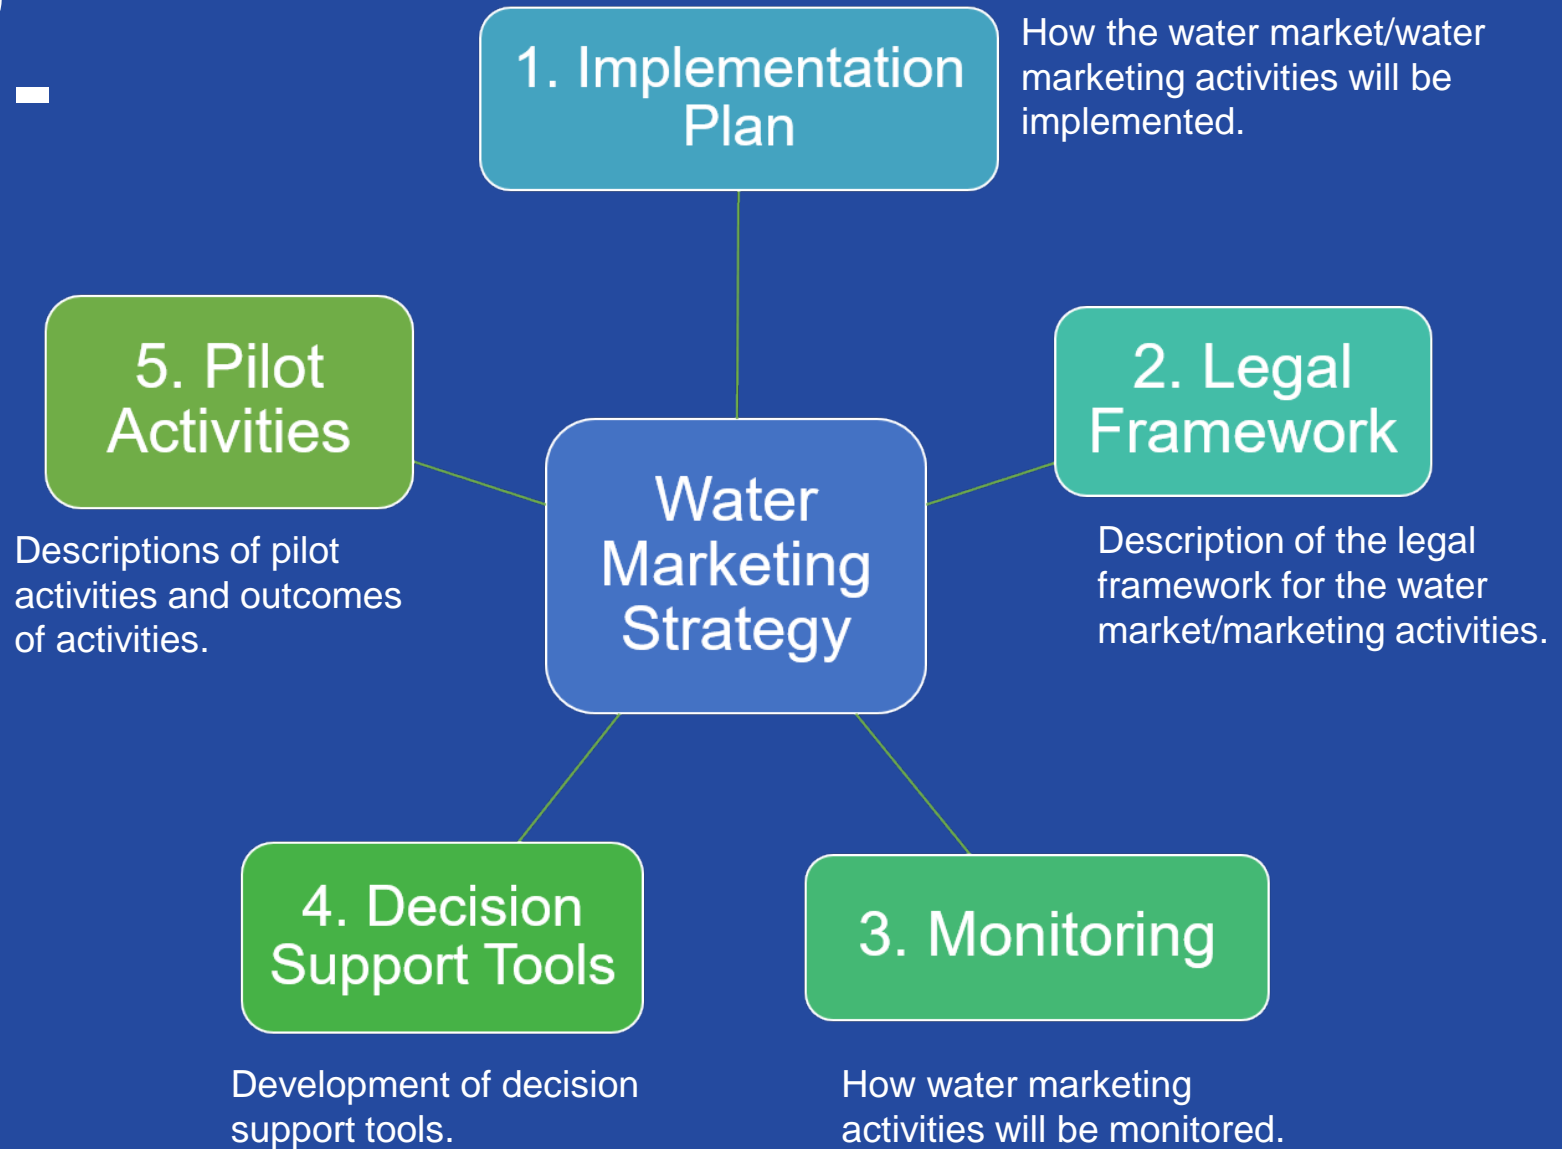 1. Implementation
Plan
How the water market/water
marketing activities will be
implemented.
2. Legal
Framework
Description of the legal
framework for the water
market/marketing activities.
3. Monitoring
How water marketing
activities will be monitored.
4. Decision
Support Tools
Development of decision
support tools.
5. Pilot
Activities
Descriptions of pilot
activities and outcomes
of activities.
Water
Marketing
Strategy